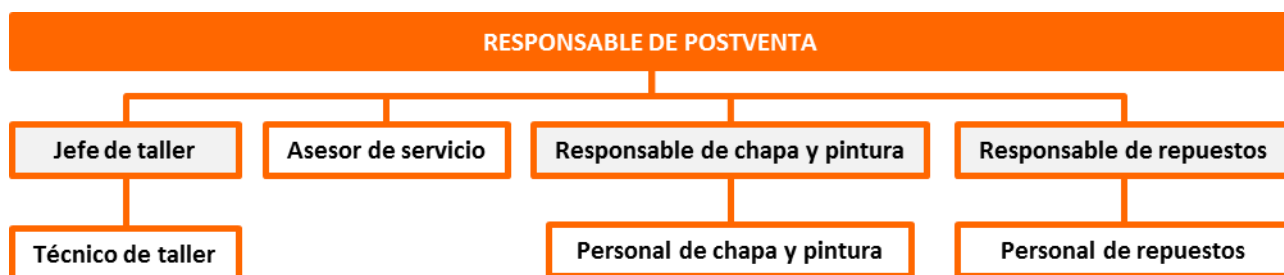 RESPONSABLE DE POSTVENTA
Jefe de taller
Asesor de servicio
Responsable de chapa y pintura
Responsable de repuestos
Técnico de taller
Personal de chapa y pintura
Personal de repuestos